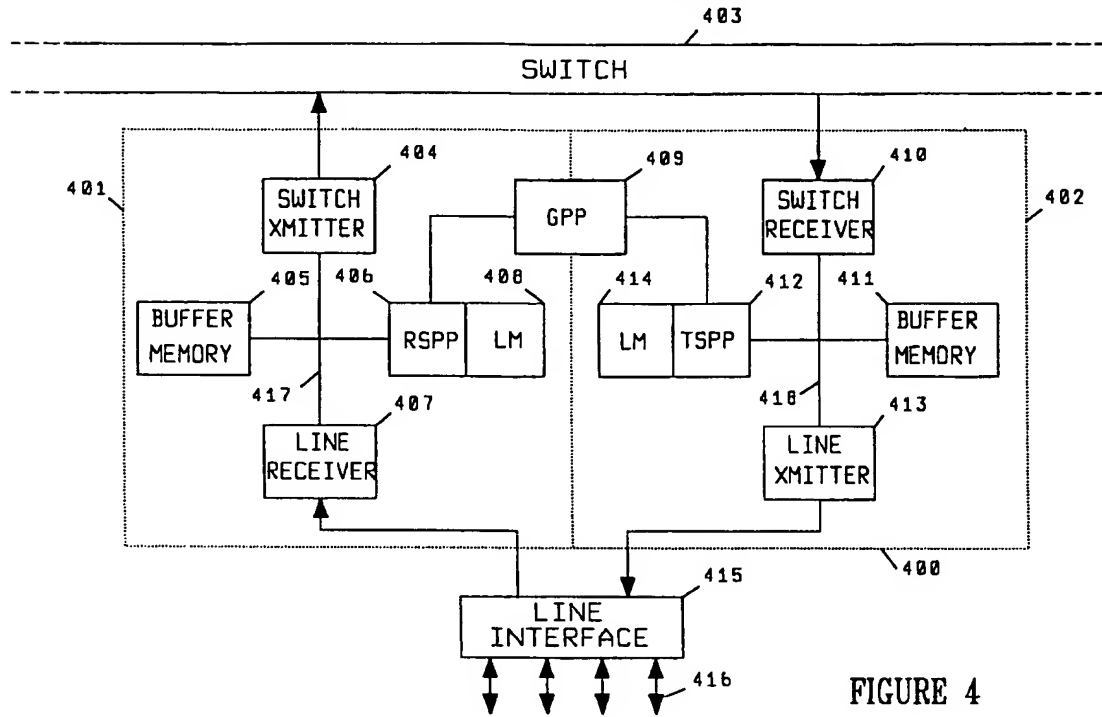 403
SWITCH
401
404
SWITCH
XMITTER
409
GPP
410
SWITCH
RECEIVER
402
405
BUFFER
MEMORY
406
RSPP
408
LM
414
LM
412
TSPP
411
BUFFER
MEMORY
417
407
LINE
RECEIVER
418
413
LINE
XMITTER
400
415
LINE
INTERFACE
416
FIGURE 4